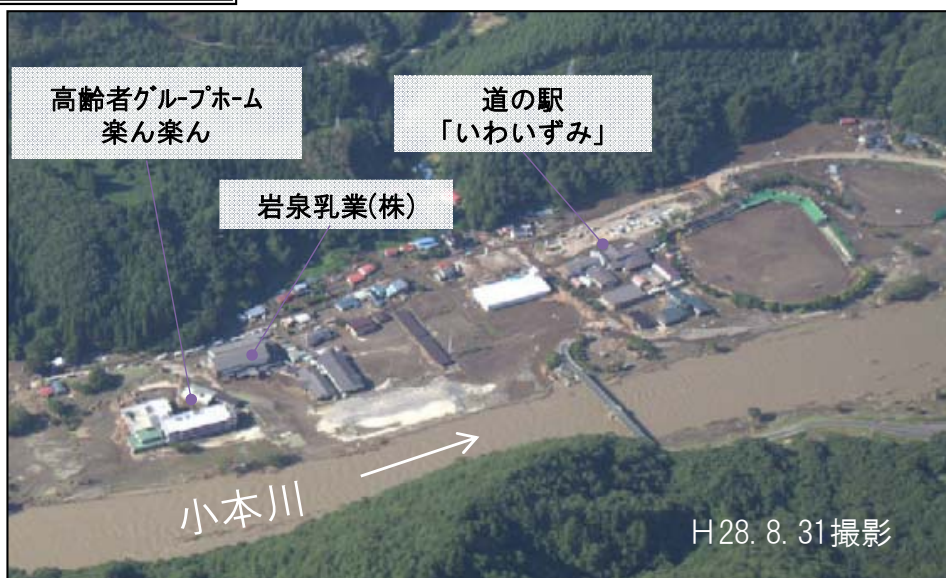 高齢者グループホーム
楽ん楽ん
道の駅
「いわいずみ」
岩泉乳業(株)
小本川
H28.8.31撮影